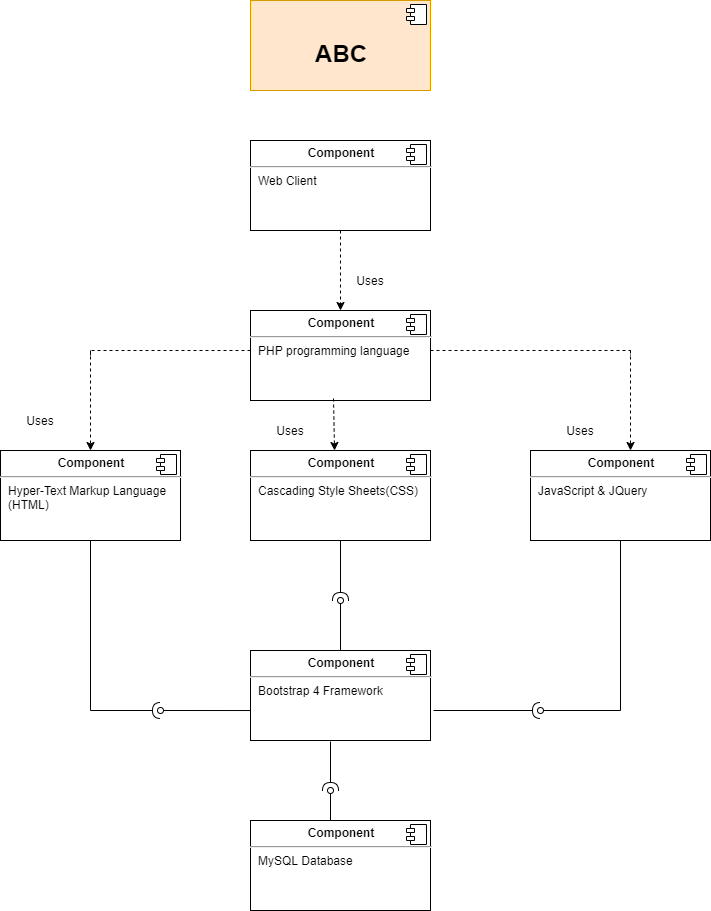 ABC
Component
Web Client
Uses
Component
PHP programming language
Uses
Uses
Uses
Component
Hyper-Text Markup Language
(HTML)
Component
Cascading Style Sheets(CSS)
Component
JavaScript & JQuery
Component
Bootstrap 4 Framework
Component
MySQL Database